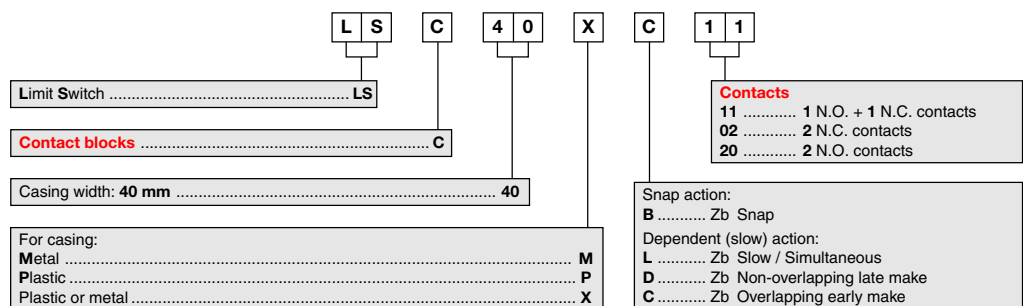 L S C 4 0 X C 1 1
Limit Switch ........ LS
Contact blocks ........ C
Casing width: 40 mm ........ 40
For casing:
Metal ........ M
Plastic ........ P
Plastic or metal ........ X
Contacts
11 ............ 1 N.O. + 1 N.C. contacts
02 ............ 2 N.C. contacts
20 ............ 2 N.O. contacts
Snap action:
B ........... Zb Snap
Dependent (slow) action:
L ........... Zb Slow / Simultaneous
D ........... Zb Non-overlapping late make
C ........... Zb Overlapping early make